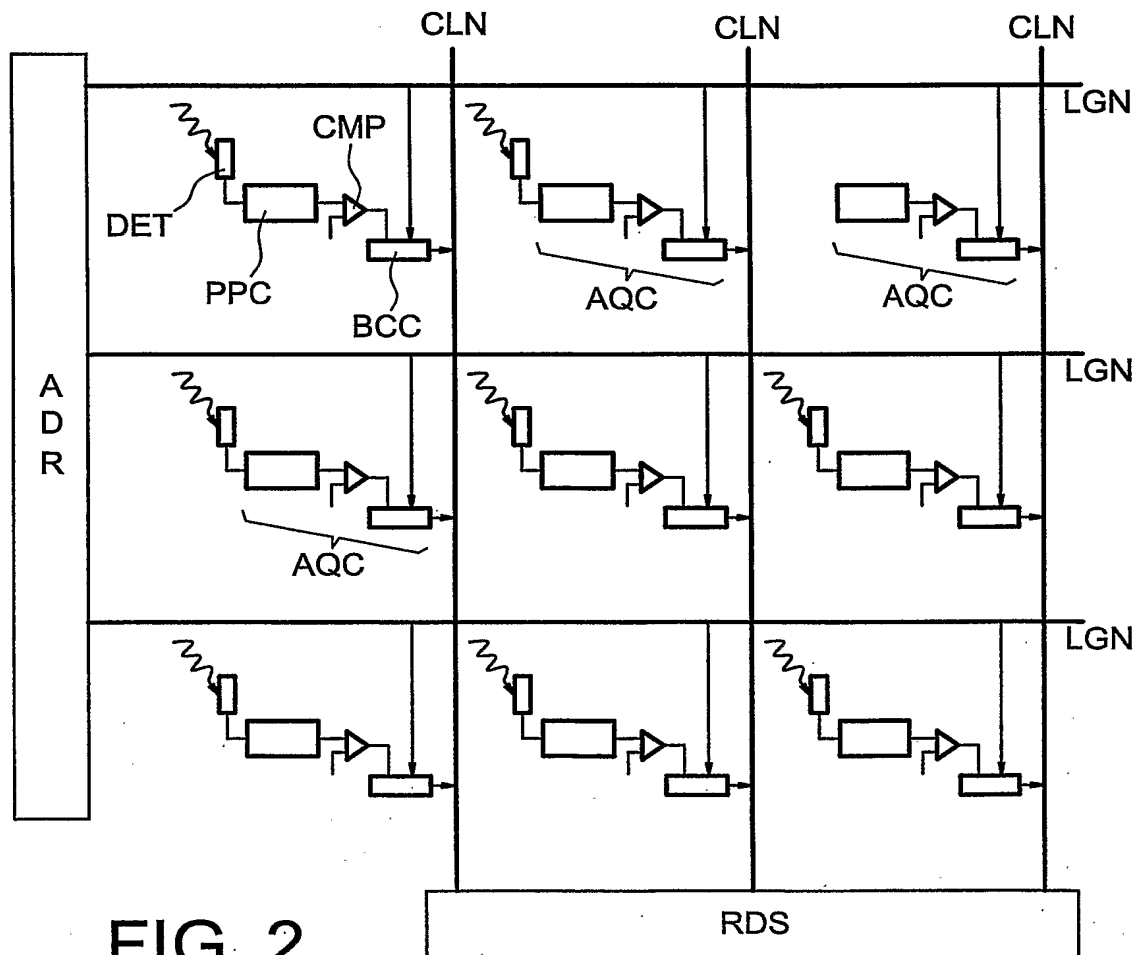 CLN CLN CLN
LGN
CMP
DET
PPC
BCC
AQC AQC
LGN
A
D
R
AQC
LGN
RDS
FIG. 2